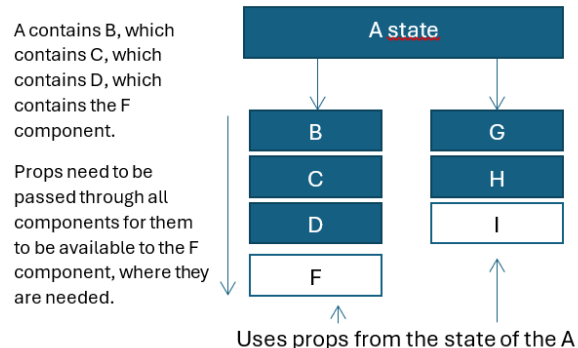 A contains B, which
contains C, which
contains D, which
contains the F
component.
Props need to be
passed through all
components for them
to be available to the F
component, where they
are needed.
A state
B
C
D
F
G
H
I
Uses props from the state of the A